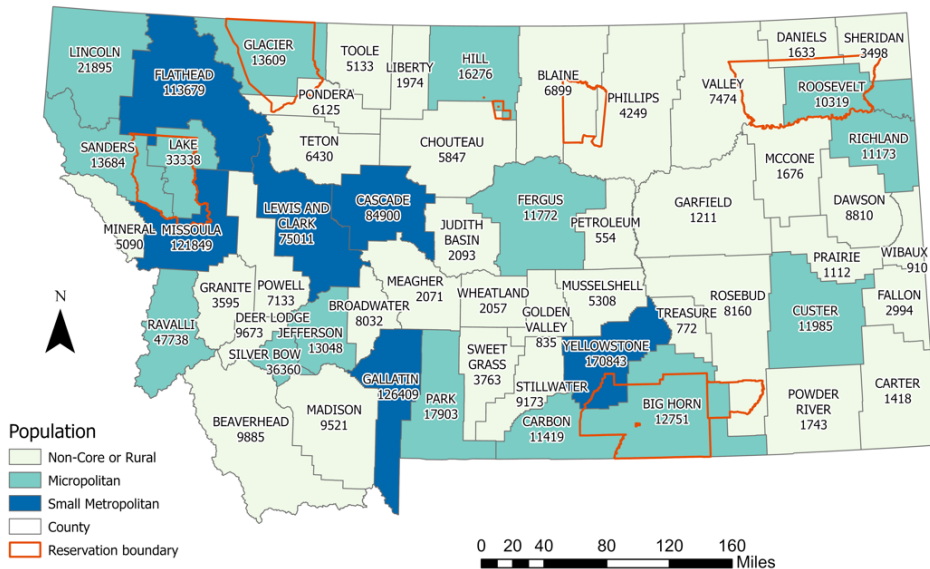 LINCOLN
21895
FLATHEAD
113679
GLACIER
13609
TOOLE
5133
LIBERTY
1974
HILL
16276
BLAINE
6899
PHILLIPS
4249
VALLEY
7474
DANIELS
1633
SHERIDAN
3498
ROOSEVELT
10319
PONDERA
6125
SANDERS
13684
LAKE
33338
TETON
6430
CHOUTEAU
5847
RICHLAND
11173
MCCONE
1676
MINERAL
5090
MISSOULA
121849
LEWIS AND
CLARK
75011
CASCADE
84900
JUDITH
BASIN
2093
FERGUS
11772
PETROLEUM
554
GARFIELD
1211
DAWSON
8810
PRAIRIE
1112
WIBAUX
910
GRANITE
3595
POWELL
7133
MEAGHER
2071
BROADWATER
8032
WHEATLAND
2057
GOLDEN
VALLEY
835
MUSSELSHELL
5308
TREASURE
772
ROSEBUD
8160
CUSTER
11985
FALLON
2994
RAVALLI
47738
DEER LODGE
9673
JEFFERSON
13048
SILVER BOW
36360
GALLATIN
126409
PARK
17903
SWEET
GRASS
3763
STILLWATER
9173
YELLOWSTONE
170843
CARBON
11419
BIG HORN
12751
POWDER
RIVER
1743
CARTER
1418
BEAVERHEAD
9885
MADISON
9521
N
Population
Non-Core or Rural
Micropolitan
Small Metropolitan
County
Reservation boundary
0 20 40 80 120 160
Miles